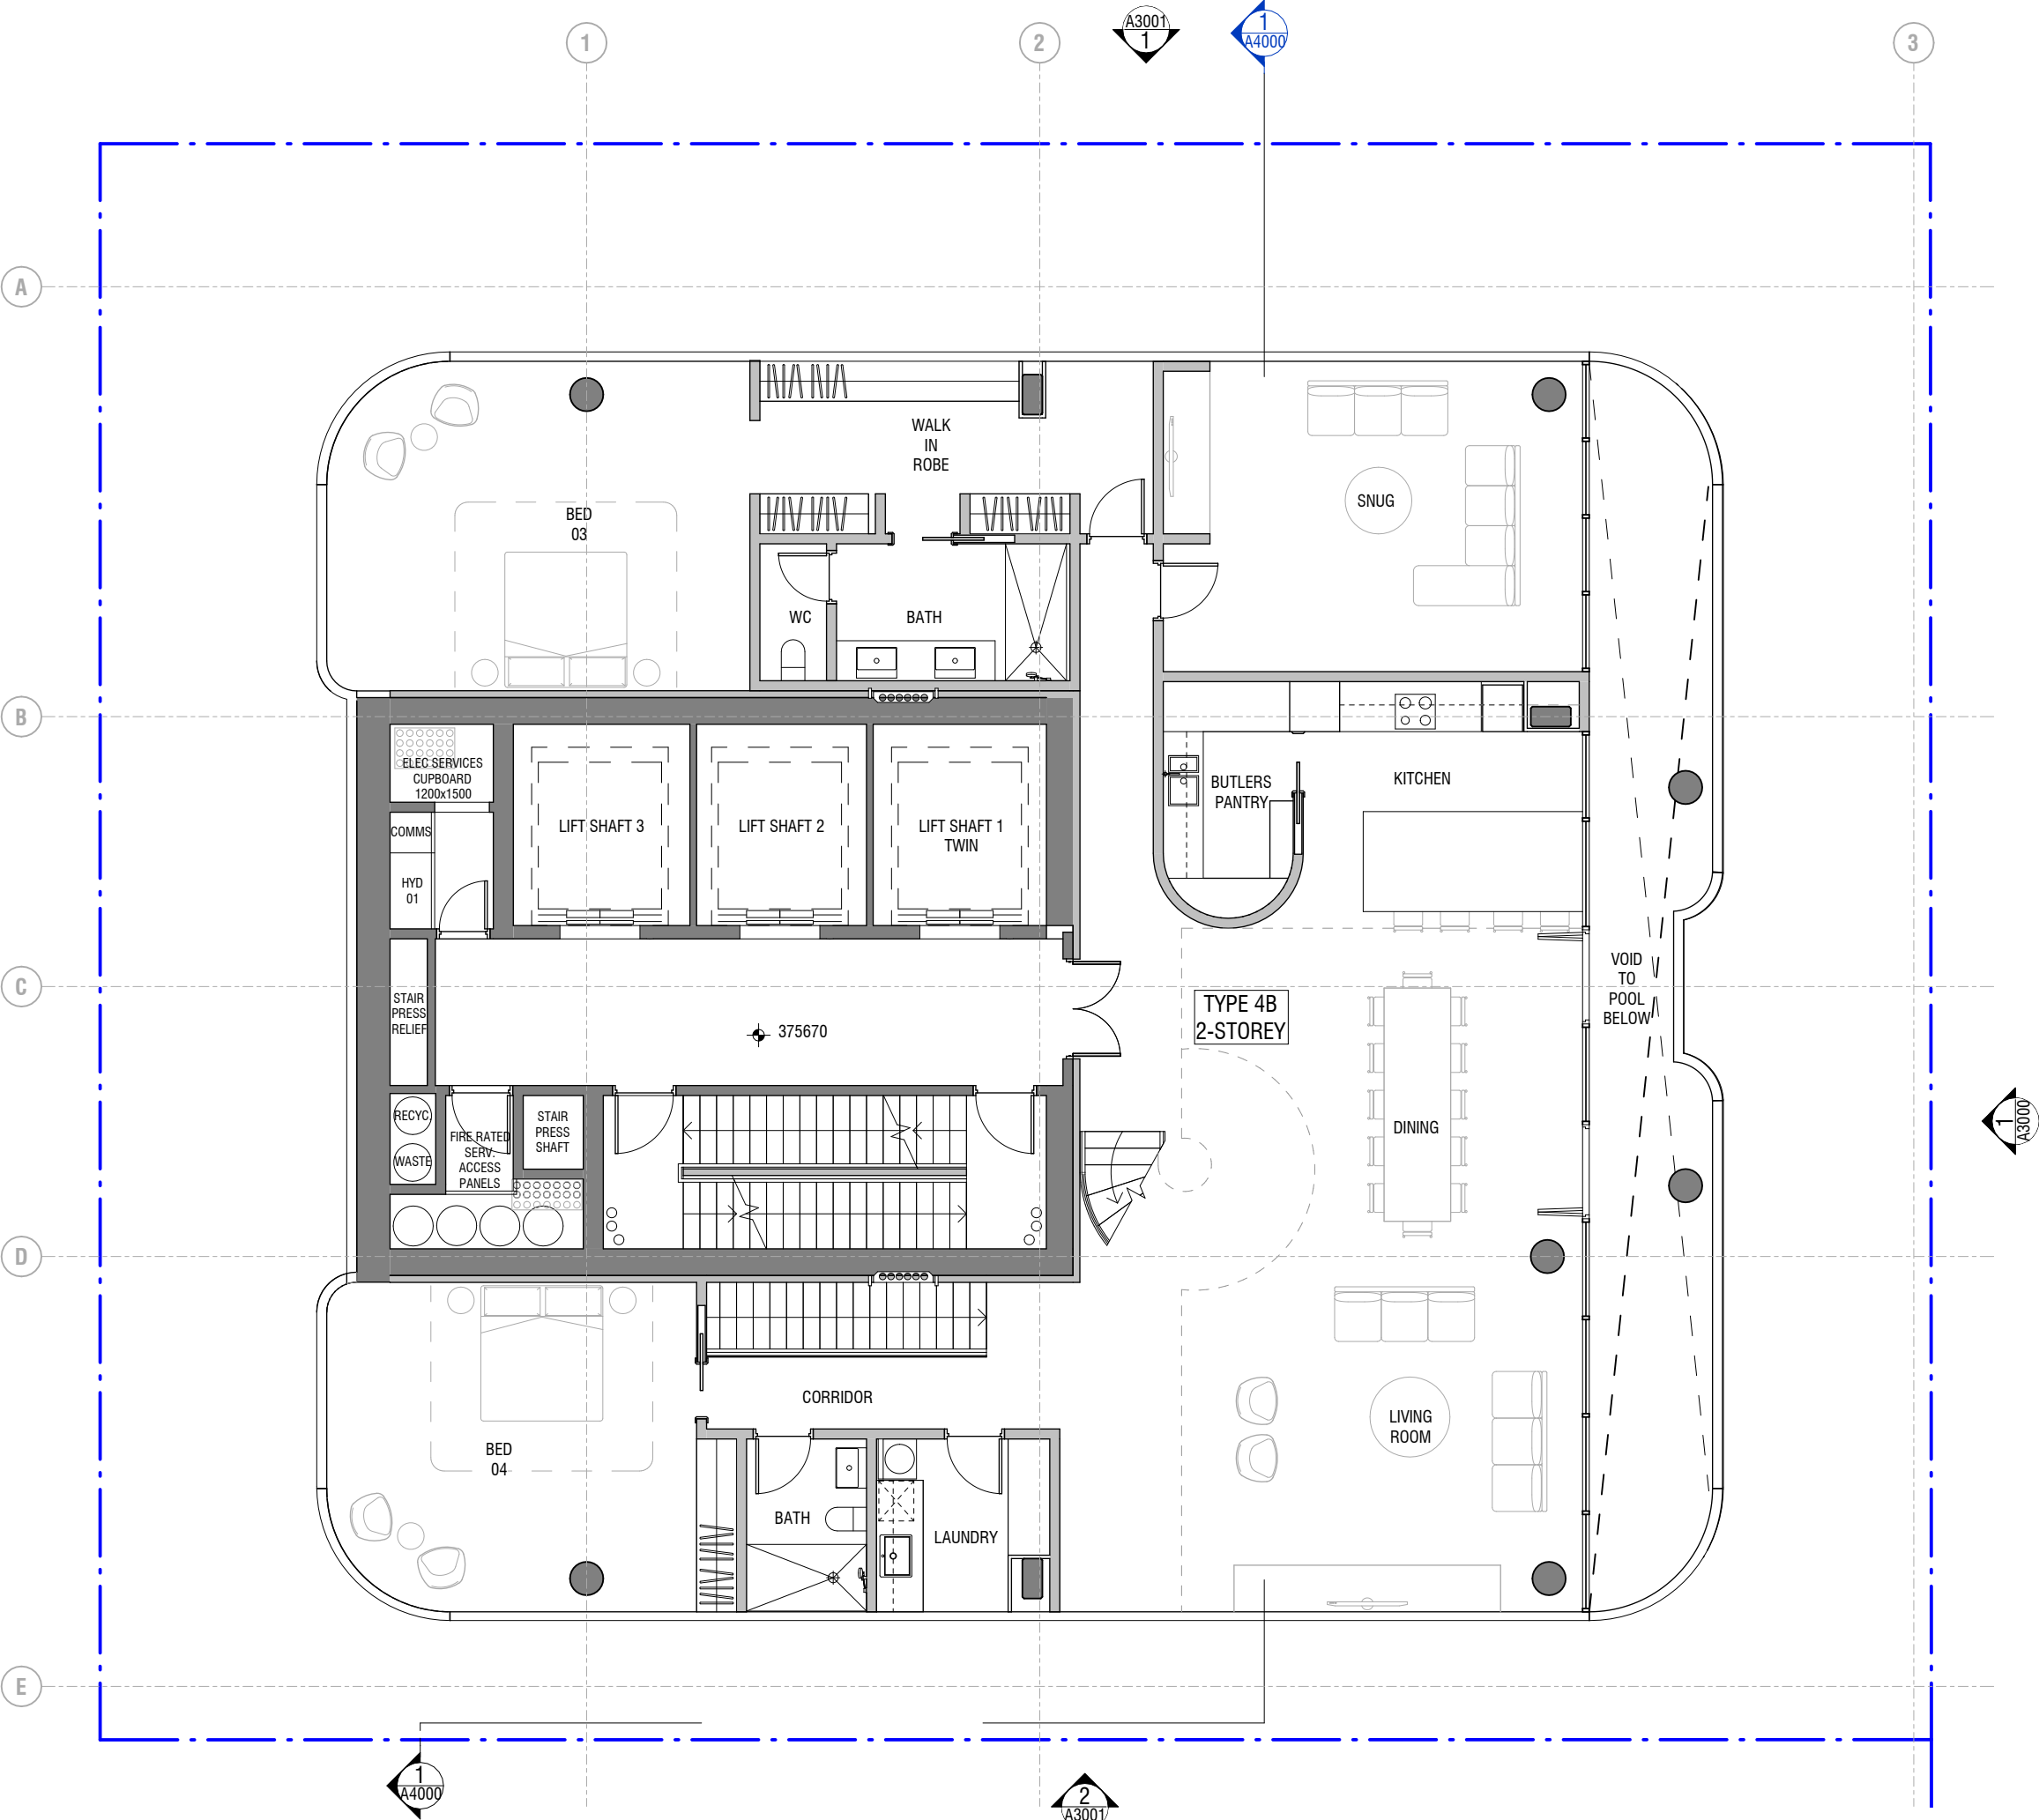 A3001
1
1
A4000
1
2
3
A
WALK
IN
ROBE
SNUG
BED
03
WC
BATH
B
ELEC SERVICES
CUPBOARD
1200x1500
BUTLERS
PANTRY
KITCHEN
COMMS
LIFT SHAFT 3
LIFT SHAFT 2
LIFT SHAFT 1
TWIN
HYD
01
VOID
TO
POOL
BELOW
C
STAIR
PRESS
RELIEF
TYPE 4B
2-STOREY
375670
RECYC.
STAIR
PRESS
SHAFT
FIRE RATED
SERV.
ACCESS
PANELS
WASTE
DINING
1
A3000
D
CORRIDOR
LIVING
ROOM
BED
04
BATH
LAUNDRY
E
1
A4000
2
A3001